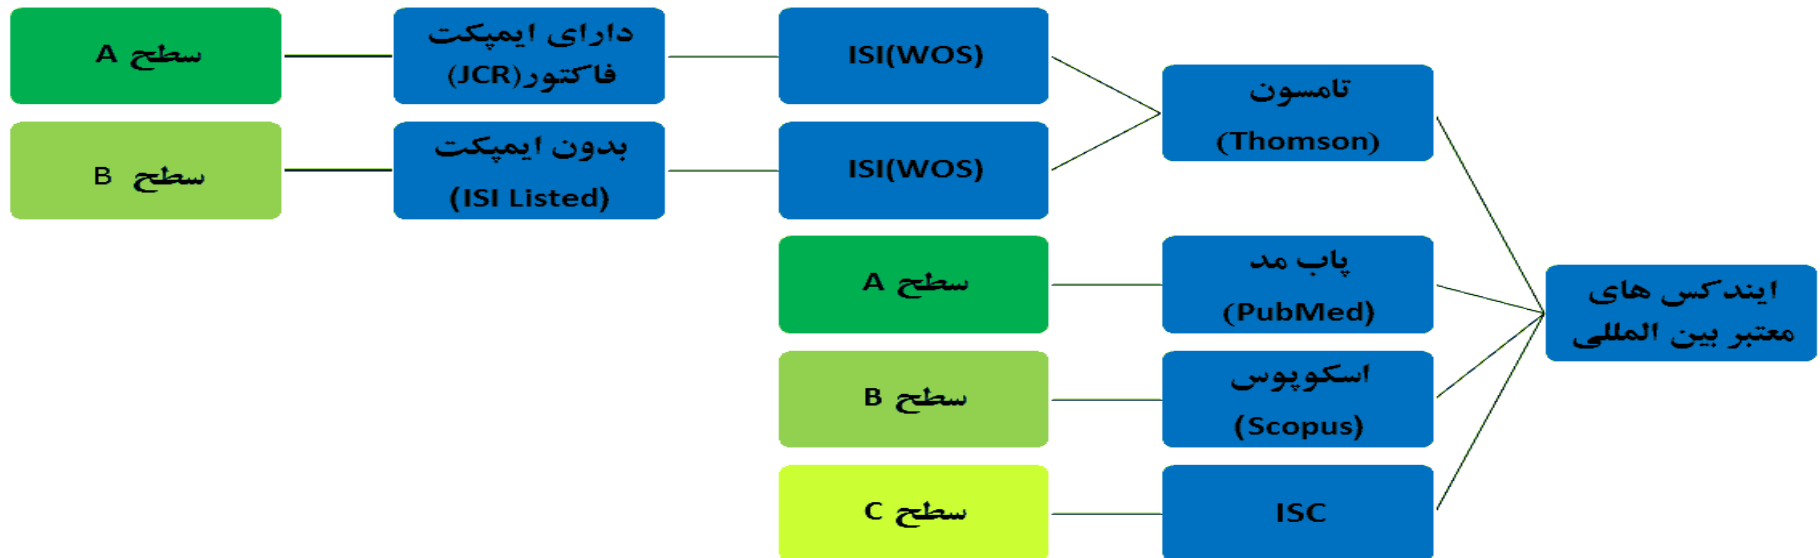 ایندکس های
معتبر بین المللی
تامسون
(Thomson)
ISI(WOS)
دارای ایمپکت
فاکتور(JCR)
سطح A
ISI(WOS)
بدون ایمپکت
(ISI Listed)
سطح B
پاب مد
(PubMed)
سطح A
اسکوپوس
(Scopus)
سطح B
ISC
سطح C